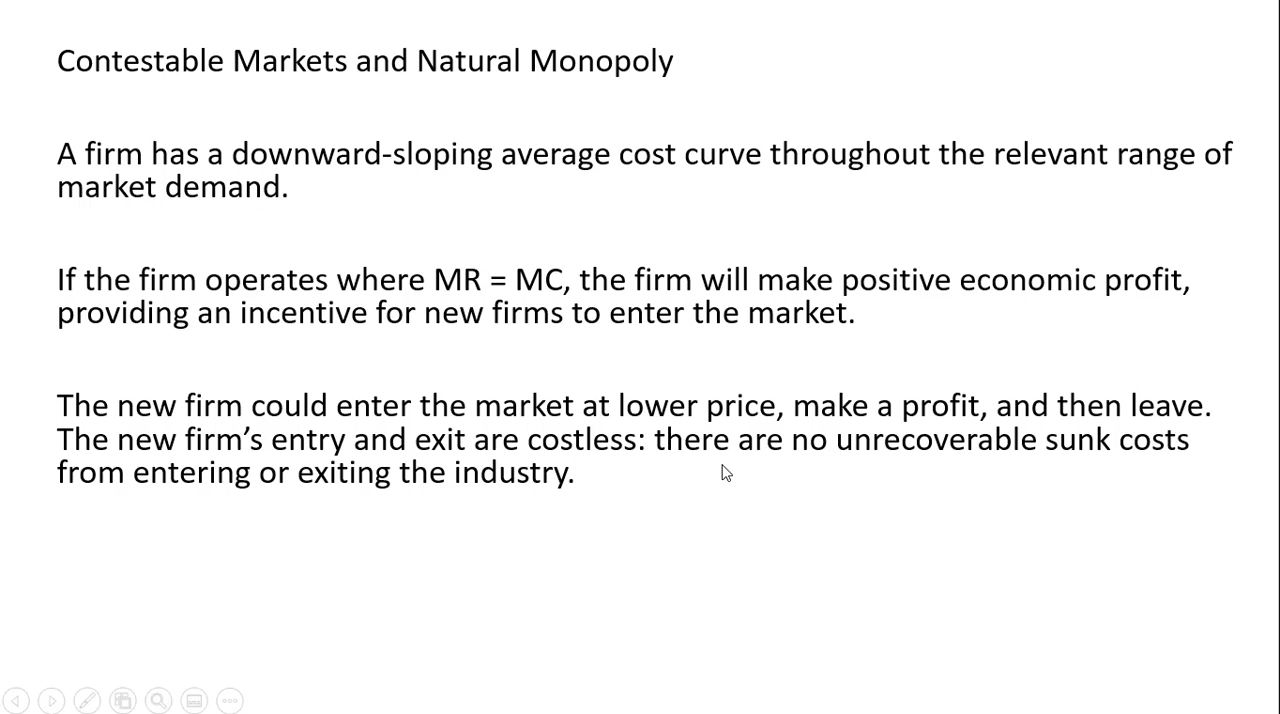 Contestable Markets and Natural Monopoly
A firm has a downward-sloping average cost curve throughout the relevant range of
market demand.
If the firm operates where MR = MC, the firm will make positive economic profit,
providing an incentive for new firms to enter the market.
The new firm could enter the market at lower price, make a profit, and then leave.
The new firm's entry and exit are costless: there are no unrecoverable sunk costs
from entering or exiting the industry.